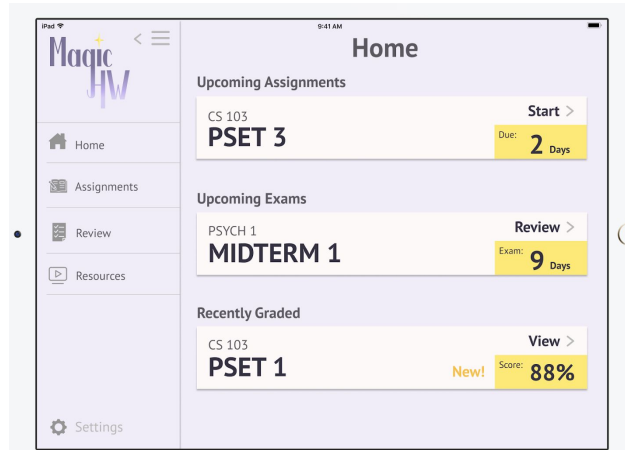 iPad
9:41 AM
Magic
HW
Home
Assignments
Review
Resources
Settings
Home
Upcoming Assignments
CS 103
PSET 3
Start >
Due: 2 Days
Upcoming Exams
PSYCH 1
MIDTERM 1
Review >
Exam: 9 Days
Recently Graded
CS 103
PSET 1
New!
View >
Score: 88%